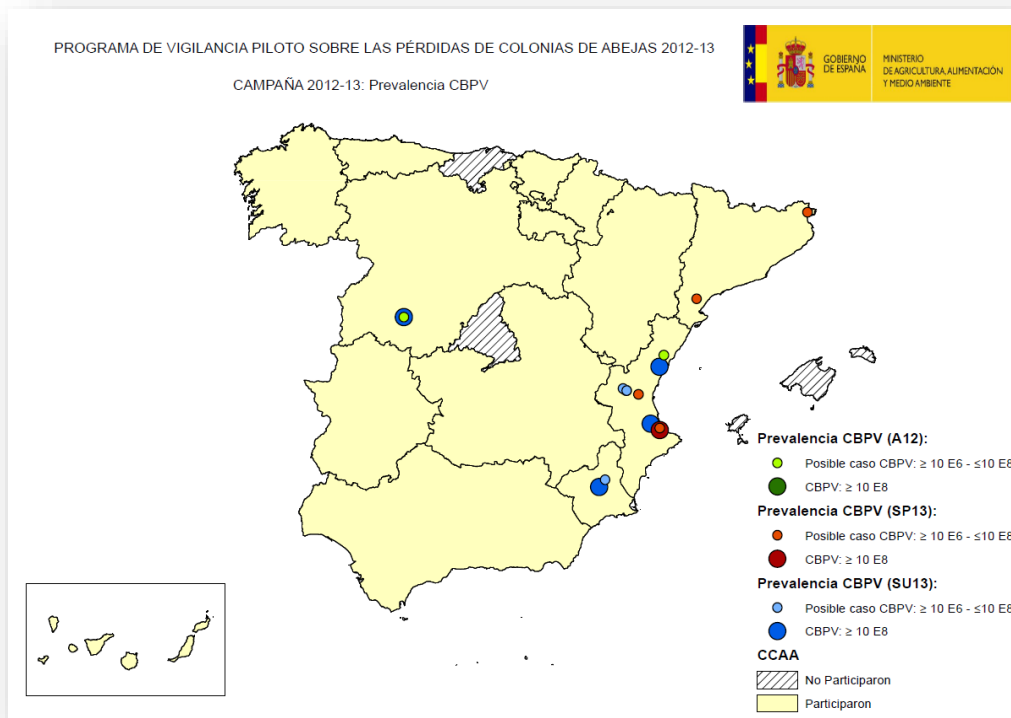 PROGRAMA DE VIGILANCIA PILOTO SOBRE LAS PÉRDIDAS DE COLONIAS DE ABEJAS 2012-13
CAMPAÑA 2012-13: Prevalencia CBPV
GOBIERNO
DE ESPAÑA
MINISTERIO
DE AGRICULTURA, ALIMENTACIÓN
Y MEDIO AMBIENTE
Prevalencia CBPV (A12):
Posible caso CBPV: ≥ 10 E6 - ≤10 E8
CBPV: ≥ 10 E8
Prevalencia CBPV (SP13):
Posible caso CBPV: ≥ 10 E6 - ≤10 E8
CBPV: ≥ 10 E8
Prevalencia CBPV (SU13):
Posible caso CBPV: ≥ 10 E6 - ≤10 E8
CBPV: ≥ 10 E8
CCAA
No Participaron
Participaron